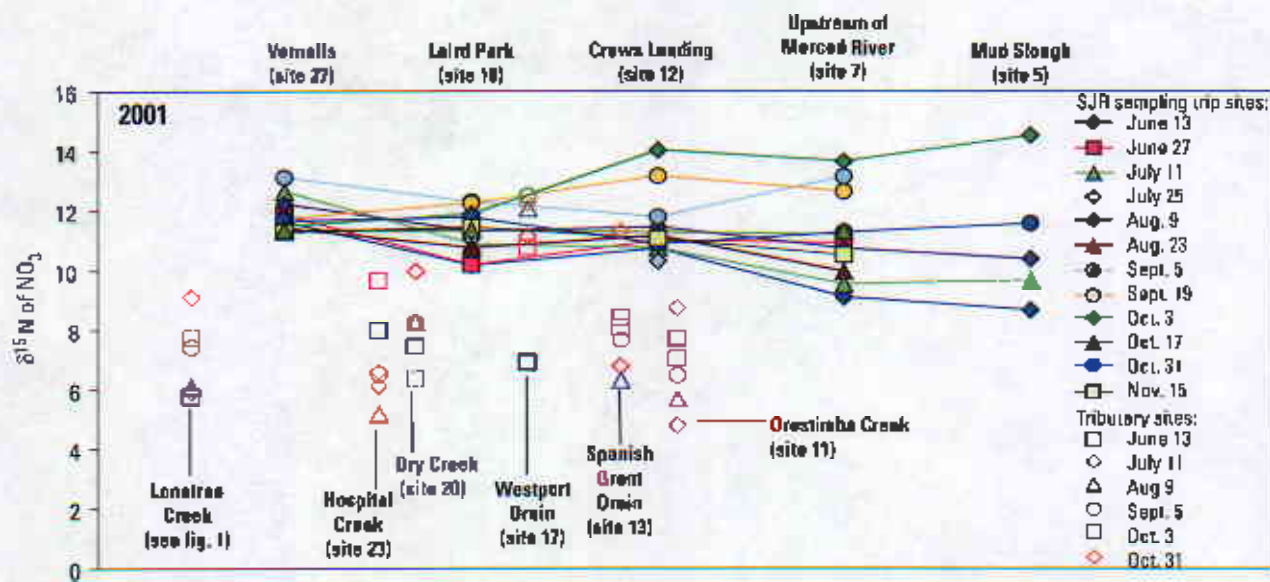 Vernalis
(site 27)
Laird Park
(site 18)
Crows Landing
(site 12)
Upstream of
Merced River
(site 7)
Mud Slough
(site 5)
16
14
12
10
8
6
4
2
0
2001
δ15N of NO3
SJR sampling trip sites:
June 13
June 27
July 11
July 25
Aug. 9
Aug. 23
Sept. 5
Sept. 19
Oct. 3
Oct. 17
Oct. 31
Nov. 15
Tributary sites:
June 13
July 11
Aug 9
Sept. 5
Oct. 3
Oct. 31
Lonetree
Creek
(see fig. 1)
Hospital
Creek
(site 23)
Dry Creek
(site 20)
Westport
Drain
(site 17)
Spanish
Grant
Drain
(site 13)
Orestimba Creek
(site 11)